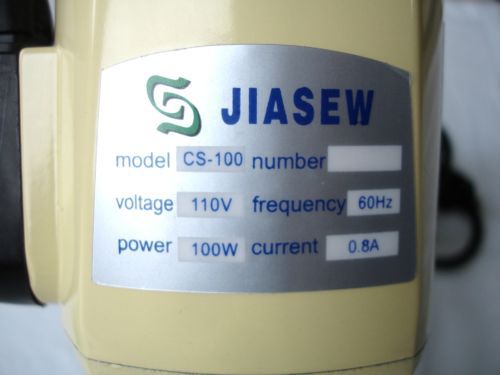 JIASEW
model CS-100 number
voltage 110V frequency 60Hz
power 100W current 0.8A